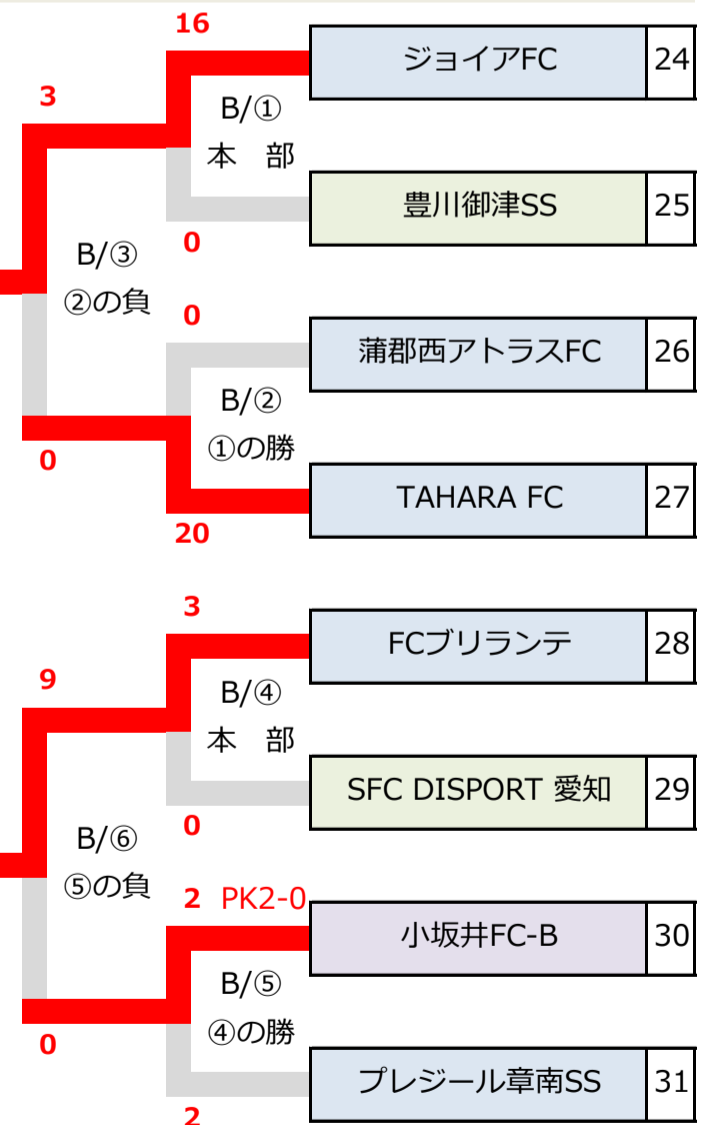 16
ジョイアFC 24
3
B/①
本 部
豊川御津SS 25
0
B/③
②の負
0
蒲郡西アトラスFC 26
B/②
①の勝
0
TAHARA FC 27
20
3
FCブリランテ 28
9
B/④
本 部
SFC DISPORT 愛知 29
0
B/⑥
⑤の負
2 PK2-0
小坂井FC-B 30
B/⑤
④の勝
0
プレジール章南SS 31
2